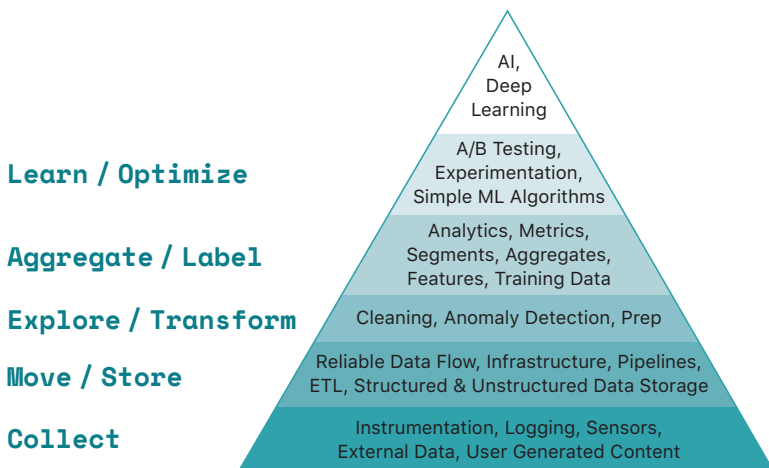 AI,
Deep
Learning
Learn / Optimize
A/B Testing,
Experimentation,
Simple ML Algorithms
Aggregate / Label
Analytics, Metrics,
Segments, Aggregates,
Features, Training Data
Explore / Transform
Cleaning, Anomaly Detection, Prep
Move / Store
Reliable Data Flow, Infrastructure, Pipelines,
ETL, Structured & Unstructured Data Storage
Collect
Instrumentation, Logging, Sensors,
External Data, User Generated Content